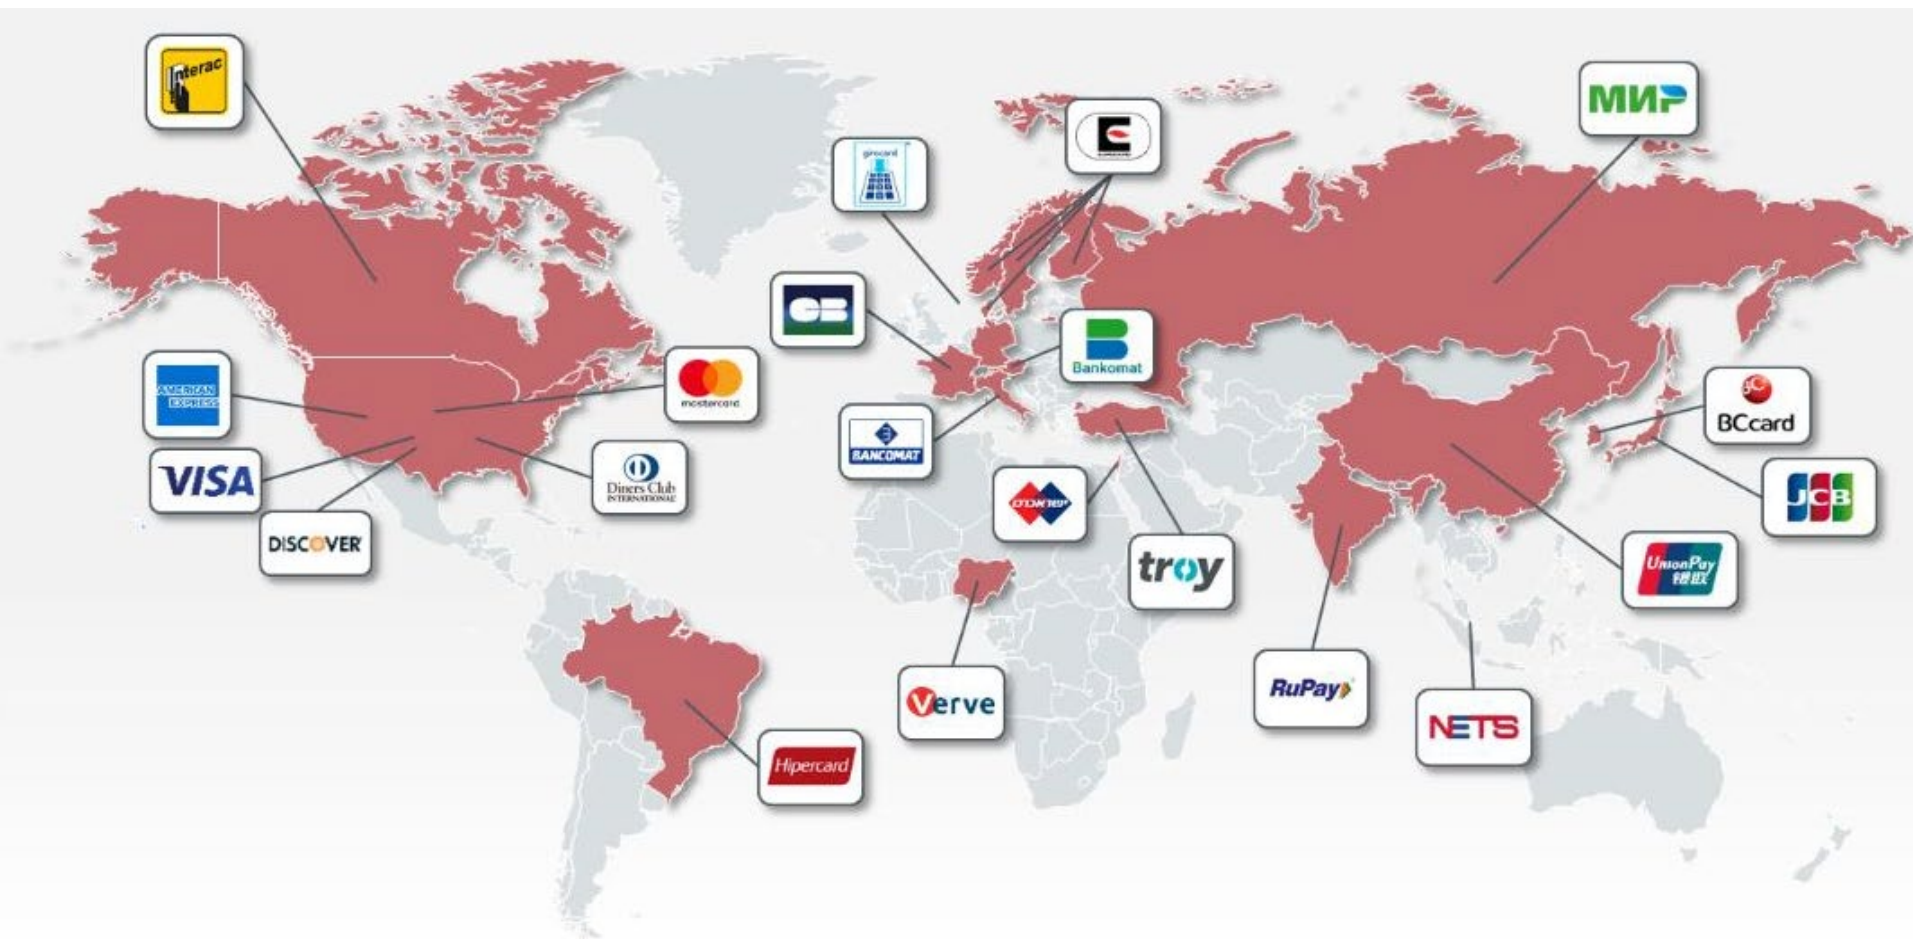 Interac
МИР
girocard
CB
AMERICAN
EXPRESS
mastercard
Bankomat
BCcard
BANCOMAT
VISA
Diners Club
INTERNATIONAL
DISCOVER
ישראכרט
JCB
troy
UnionPay
银联
Verve
RuPay
NETS
Hipercard